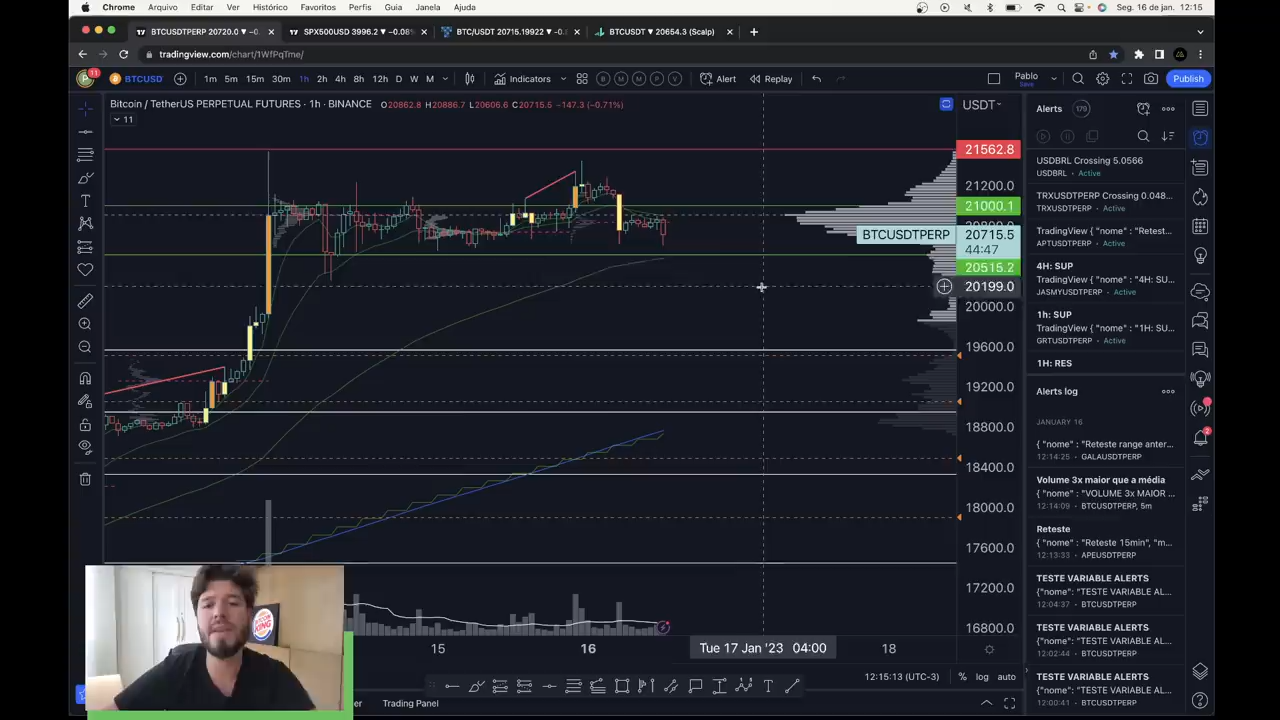 Chrome Arquivo Editar Ver Histórico Favoritos Perfis Guia Janela Ajuda Seg. 16 de jan. 12:15
BTCUSDTPERP 20720.0 ▼ −0. SPX500USD 3996.2 ▼ −0.08% BTC/USDT 20715.19922 ▼ −0. BTCUSDT ▼ 20654.3 (Scalp)
tradingview.com/chart/1WfPqTme/
11 BTCUSD 1m 5m 15m 30m 1h 2h 4h 8h 12h D W M Indicators B M M P V Alert Replay Pablo Save Publish
Bitcoin / TetherUS PERPETUAL FUTURES · 1h · BINANCE O20862.8 H20886.7 L20606.6 C20715.5 −147.3 (−0.71%) USDT
11
21562.8
21200.0
21000.1
BTCUSDTPERP 20715.5
44:47
20515.2
20199.0
20000.0
19600.0
19200.0
18800.0
18400.0
18000.0
17600.0
17200.0
16800.0
15 16 Tue 17 Jan '23 04:00 18
12:15:13 (UTC-3) % log auto
Trading Panel
Alerts 170
USDBRL Crossing 5.0566
USDBRL • Active
TRXUSDTPERP Crossing 0.048...
TRXUSDTPERP • Active
TradingView { "nome" : "Retest...
APTUSDTPERP • Active
4H: SUP
TradingView { "nome" : "4H: SU...
JASMYUSDTPERP • Active
1h: SUP
TradingView { "nome" : "1H: SU...
GRTUSDTPERP • Active
1H: RES
Alerts log
JANUARY 16
{ "nome" : "Reteste range anter...
12:14:25 • GALAUSDTPERP
Volume 3x maior que a média
{ "nome" : "VOLUME 3x MAIOR ...
12:14:09 • BTCUSDTPERP, 5m
Reteste
{ "nome" : "Reteste 15min", "m...
12:13:33 • APEUSDTPERP
TESTE VARIABLE ALERTS
{"nome": "TESTE VARIABLE AL...
12:04:37 • BTCUSDTPERP
TESTE VARIABLE ALERTS
{"nome": "TESTE VARIABLE AL...
12:02:44 • BTCUSDTPERP
TESTE VARIABLE ALERTS
{"nome": "TESTE VARIABLE AL...
12:00:41 • BTCUSDTPERP
BURGER
KING